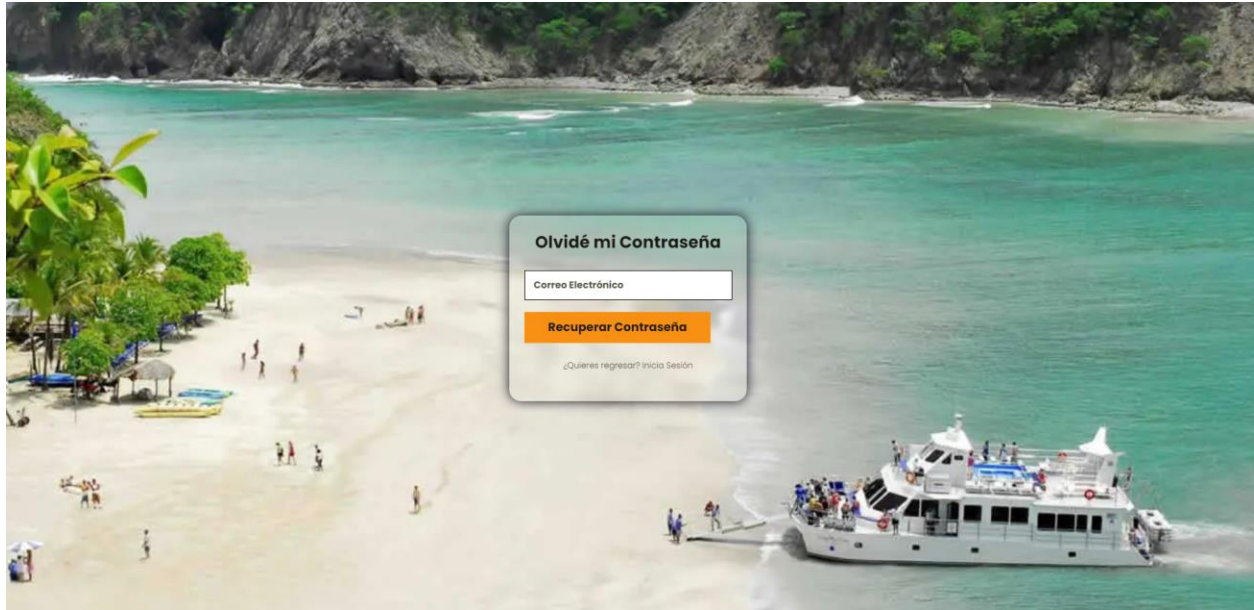 Olvidé mi Contraseña
Correo Electrónico
Recuperar Contraseña
¿Quieres regresar? Inicia Sesión